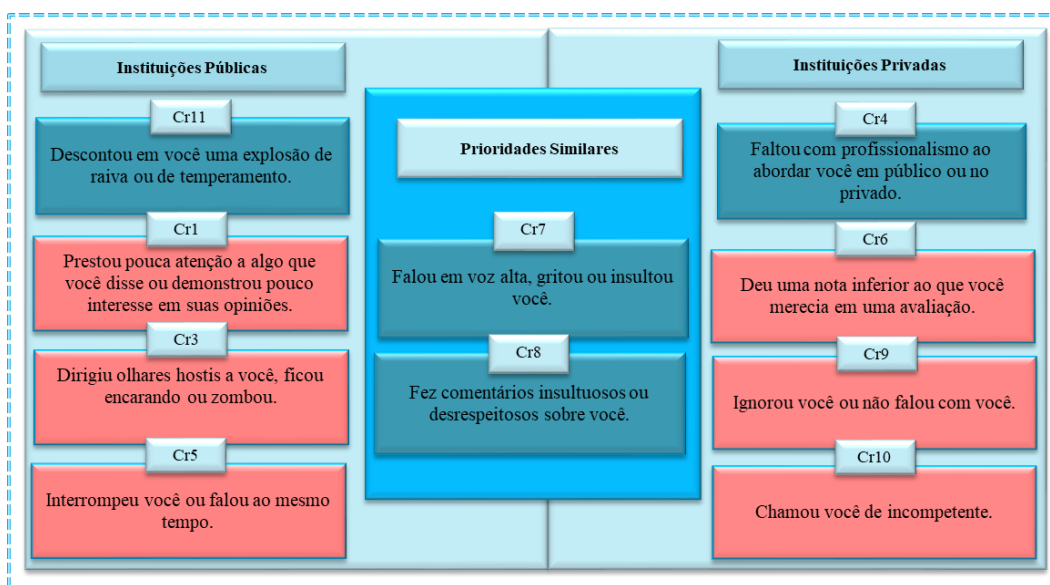 Instituições Públicas
Cr11
Descontou em você uma explosão de
raiva ou de temperamento.
Cr1
Prestou pouca atenção a algo que
você disse ou demonstrou pouco
interesse em suas opiniões.
Cr3
Dirigiu olhares hostis a você, ficou
encarando ou zombou.
Cr5
Interrompeu você ou falou ao mesmo
tempo.
Prioridades Similares
Cr7
Falou em voz alta, gritou ou insultou
você.
Cr8
Fez comentários insultuosos ou
desrespeitosos sobre você.
Instituições Privadas
Cr4
Faltou com profissionalismo ao
abordar você em público ou no
privado.
Cr6
Deu uma nota inferior ao que você
merecia em uma avaliação.
Cr9
Ignorou você ou não falou com você.
Cr10
Chamou você de incompetente.